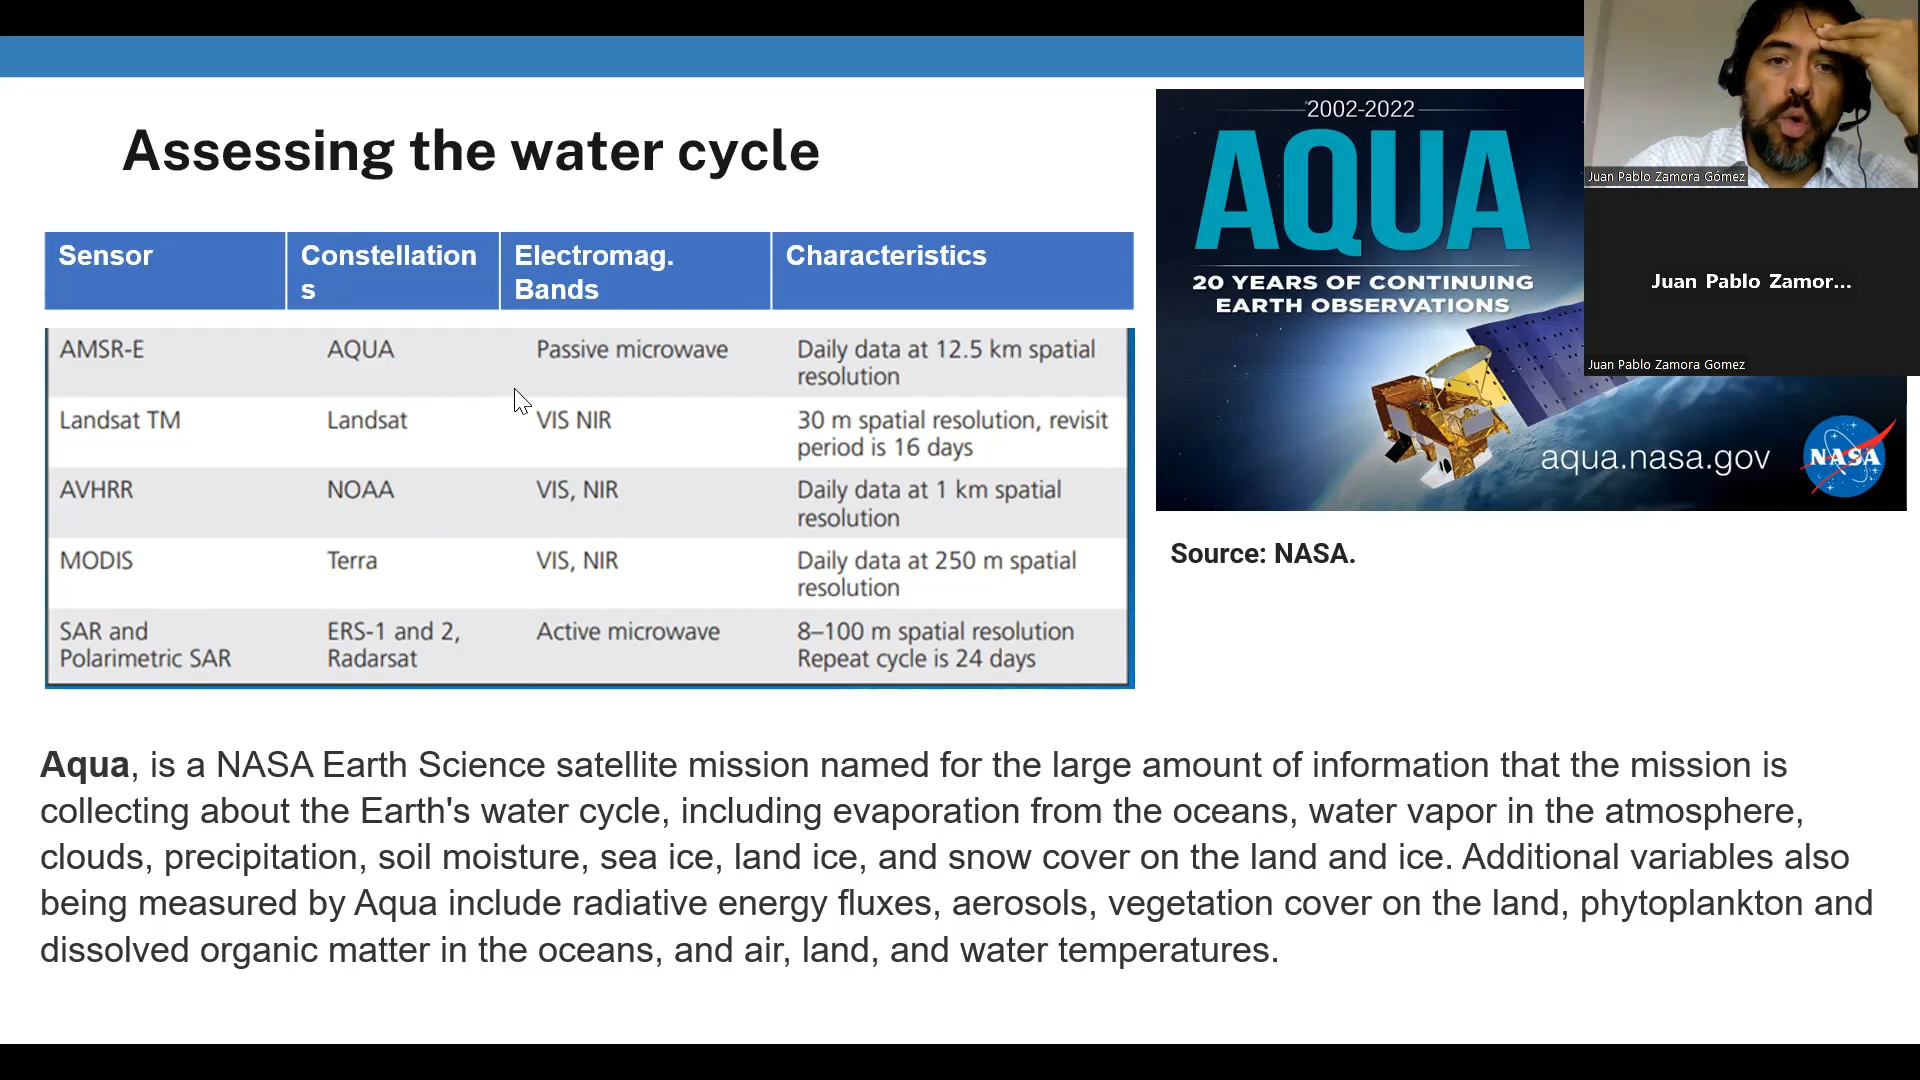 Assessing the water cycle
Sensor
Constellation
s
Electromag.
Bands
Characteristics
AMSR-E
AQUA
Passive microwave
Daily data at 12.5 km spatial
resolution
Landsat TM
Landsat
VIS NIR
30 m spatial resolution, revisit
period is 16 days
AVHRR
NOAA
VIS, NIR
Daily data at 1 km spatial
resolution
MODIS
Terra
VIS, NIR
Daily data at 250 m spatial
resolution
SAR and
Polarimetric SAR
ERS-1 and 2,
Radarsat
Active microwave
8–100 m spatial resolution
Repeat cycle is 24 days
2002-2022
AQUA
20 YEARS OF CONTINUING
EARTH OBSERVATIONS
aqua.nasa.gov
NASA
Source: NASA.
Juan Pablo Zamora Gómez
Juan Pablo Zamor...
Juan Pablo Zamora Gomez
Aqua, is a NASA Earth Science satellite mission named for the large amount of information that the mission is
collecting about the Earth's water cycle, including evaporation from the oceans, water vapor in the atmosphere,
clouds, precipitation, soil moisture, sea ice, land ice, and snow cover on the land and ice. Additional variables also
being measured by Aqua include radiative energy fluxes, aerosols, vegetation cover on the land, phytoplankton and
dissolved organic matter in the oceans, and air, land, and water temperatures.